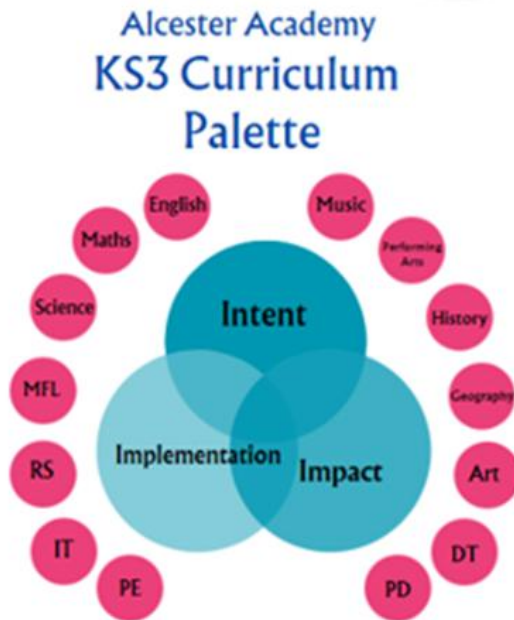 Alcester Academy
KS3 Curriculum
Palette
English
Music
Maths
Performing
Arts
Science
Intent
History
MFL
Geography
Implementation
Impact
RS
Art
IT
DT
PE
PD